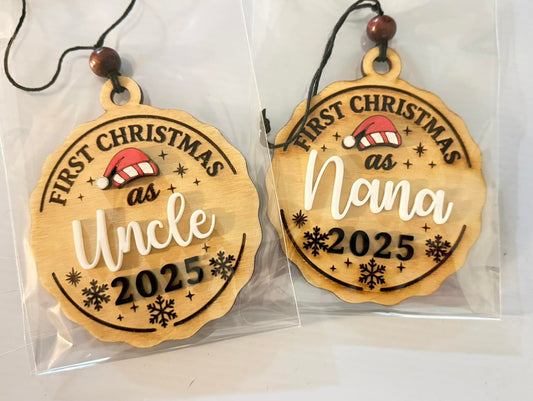 FIRST CHRISTMAS
as
Uncle
2025
FIRST CHRISTMAS
as
Nana
2025